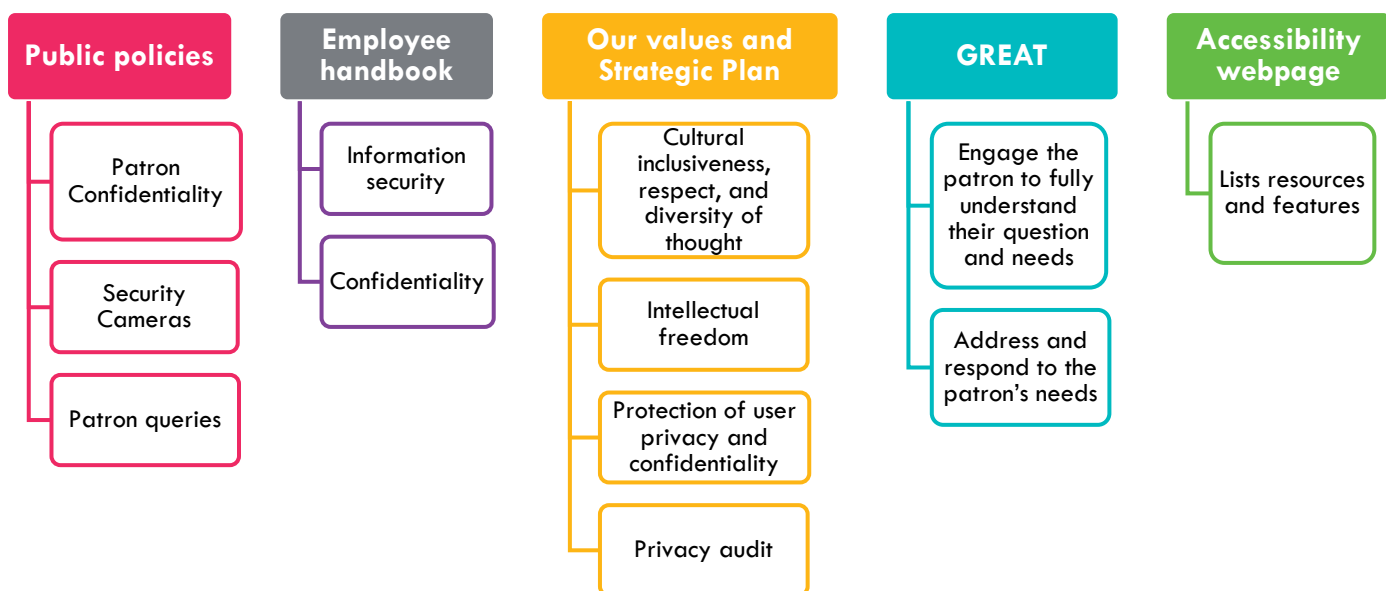 Public policies
Patron
Confidentiality
Security
Cameras
Patron queries
Employee
handbook
Information
security
Confidentiality
Our values and
Strategic Plan
Cultural
inclusiveness,
respect, and
diversity of
thought
Intellectual
freedom
Protection of user
privacy and
confidentiality
Privacy audit
GREAT
Engage the
patron to fully
understand
their question
and needs
Address and
respond to the
patron's needs
Accessibility
webpage
Lists resources
and features